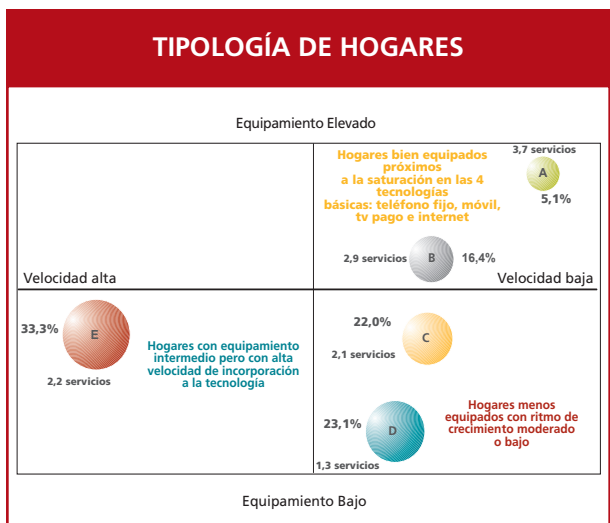 TIPOLOGÍA DE HOGARES
Equipamiento Elevado
Hogares bien equipados
próximos
a la saturación en las 4
tecnologías
básicas: teléfono fijo, móvil,
tv pago e internet
3,7 servicios
A
5,1%
2,9 servicios
B
16,4%
Velocidad alta
Velocidad baja
33,3%
E
2,2 servicios
Hogares con equipamiento
intermedio pero con alta
velocidad de incorporación
a la tecnología
22,0%
C
2,1 servicios
23,1%
D
1,3 servicios
Hogares menos
equipados con ritmo de
crecimiento moderado
o bajo
Equipamiento Bajo